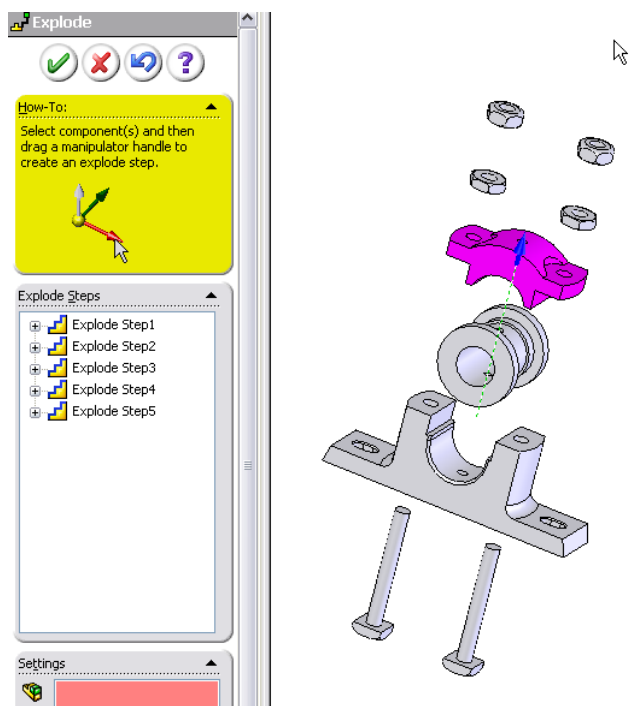 Explode
?
How-To:
Select component(s) and then
drag a manipulator handle to
create an explode step.
Explode Steps
Explode Step1
Explode Step2
Explode Step3
Explode Step4
Explode Step5
Settings